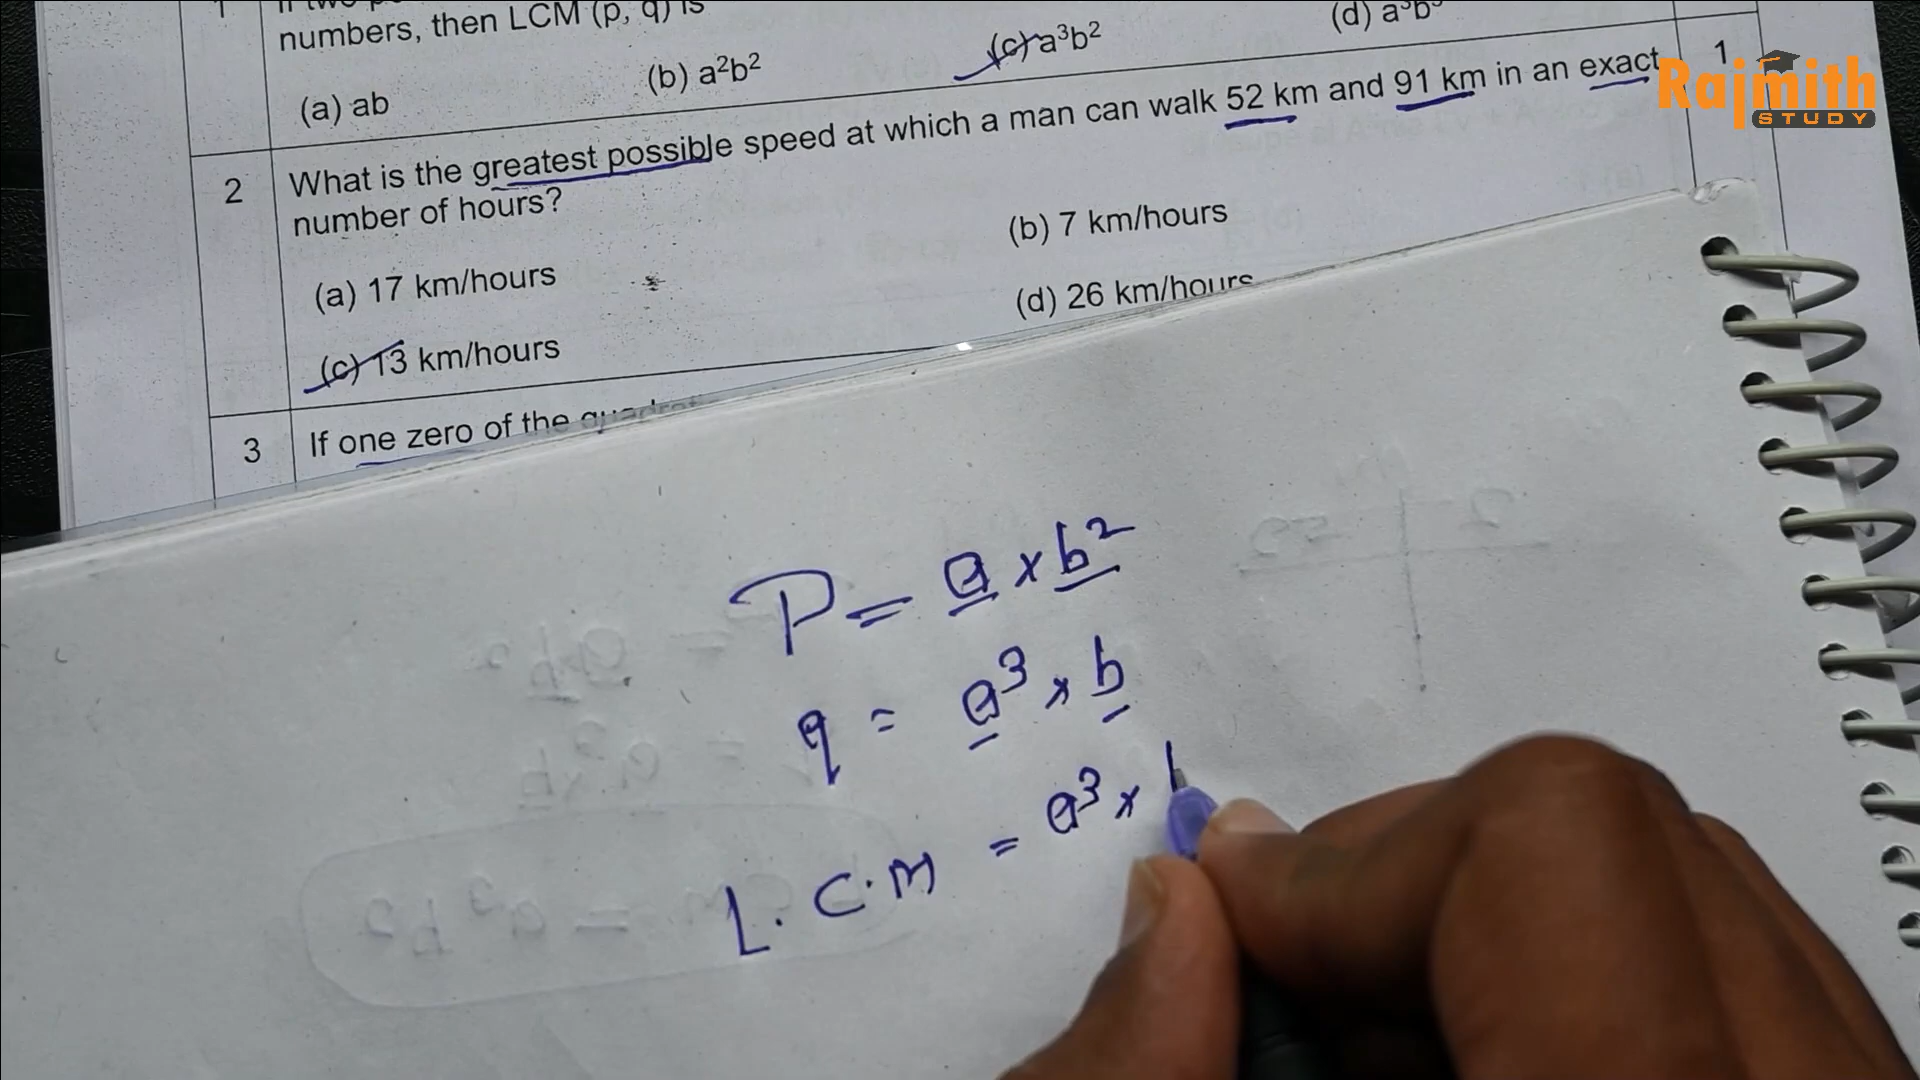 1
numbers, then LCM (p, q) is
(a) ab
(b) a²b²
(c) a³b²
(d) a³b³
1
2
What is the greatest possible speed at which a man can walk 52 km and 91 km in an exact
number of hours?
(a) 17 km/hours
(b) 7 km/hours
(c) 13 km/hours
(d) 26 km/hours
3
If one zero of the
P = a × b²
q = a³ × b
L.C.M = a³ ×
Rajmith
STUDY